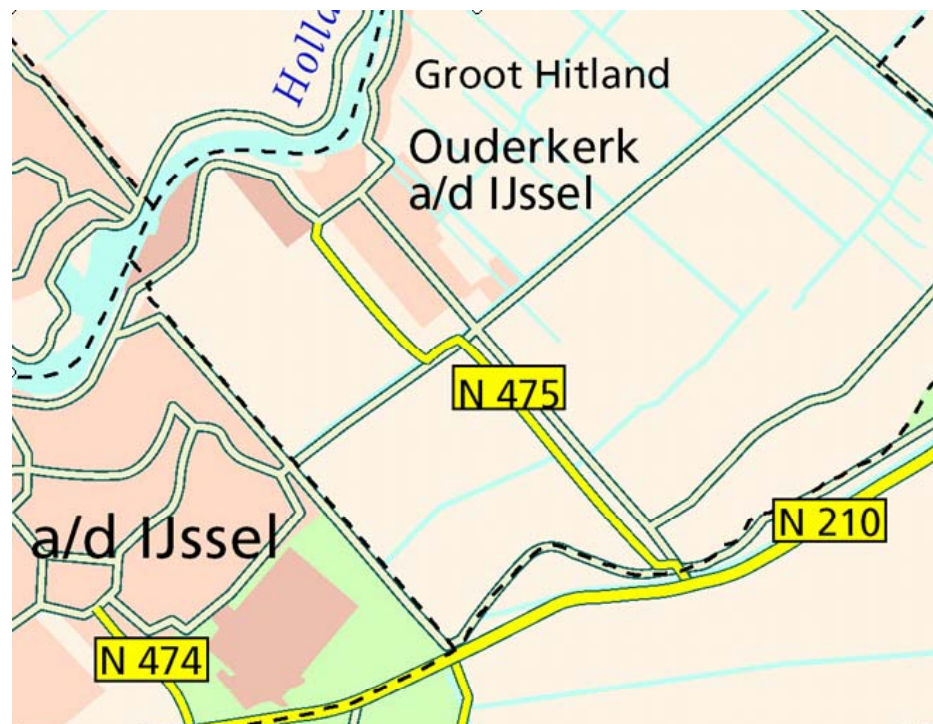 Groot Hitland
Ouderkerk
a/d IJssel
N 475
N 210
a/d IJssel
N 474